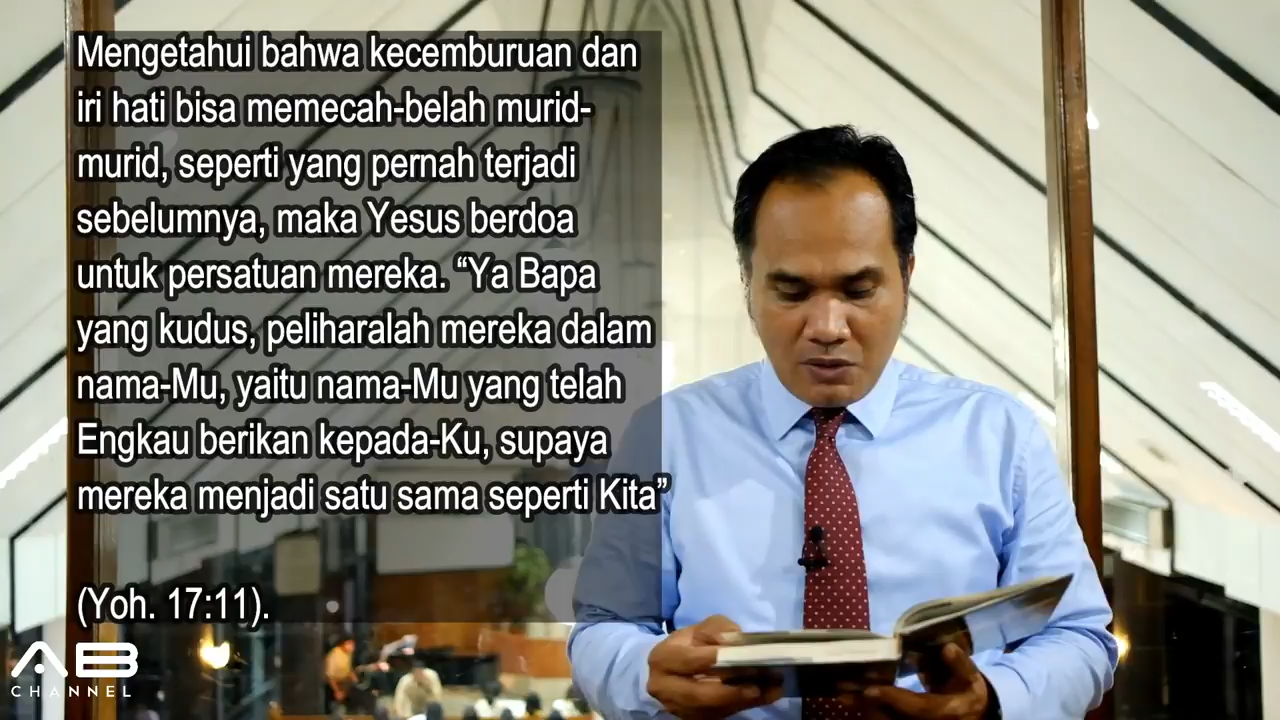 Mengetahui bahwa kecemburuan dan
iri hati bisa memecah-belah murid-
murid, seperti yang pernah terjadi
sebelumnya, maka Yesus berdoa
untuk persatuan mereka. “Ya Bapa
yang kudus, peliharalah mereka dalam
nama-Mu, yaitu nama-Mu yang telah
Engkau berikan kepada-Ku, supaya
mereka menjadi satu sama seperti Kita”
(Yoh. 17:11).
AB
CHANNEL